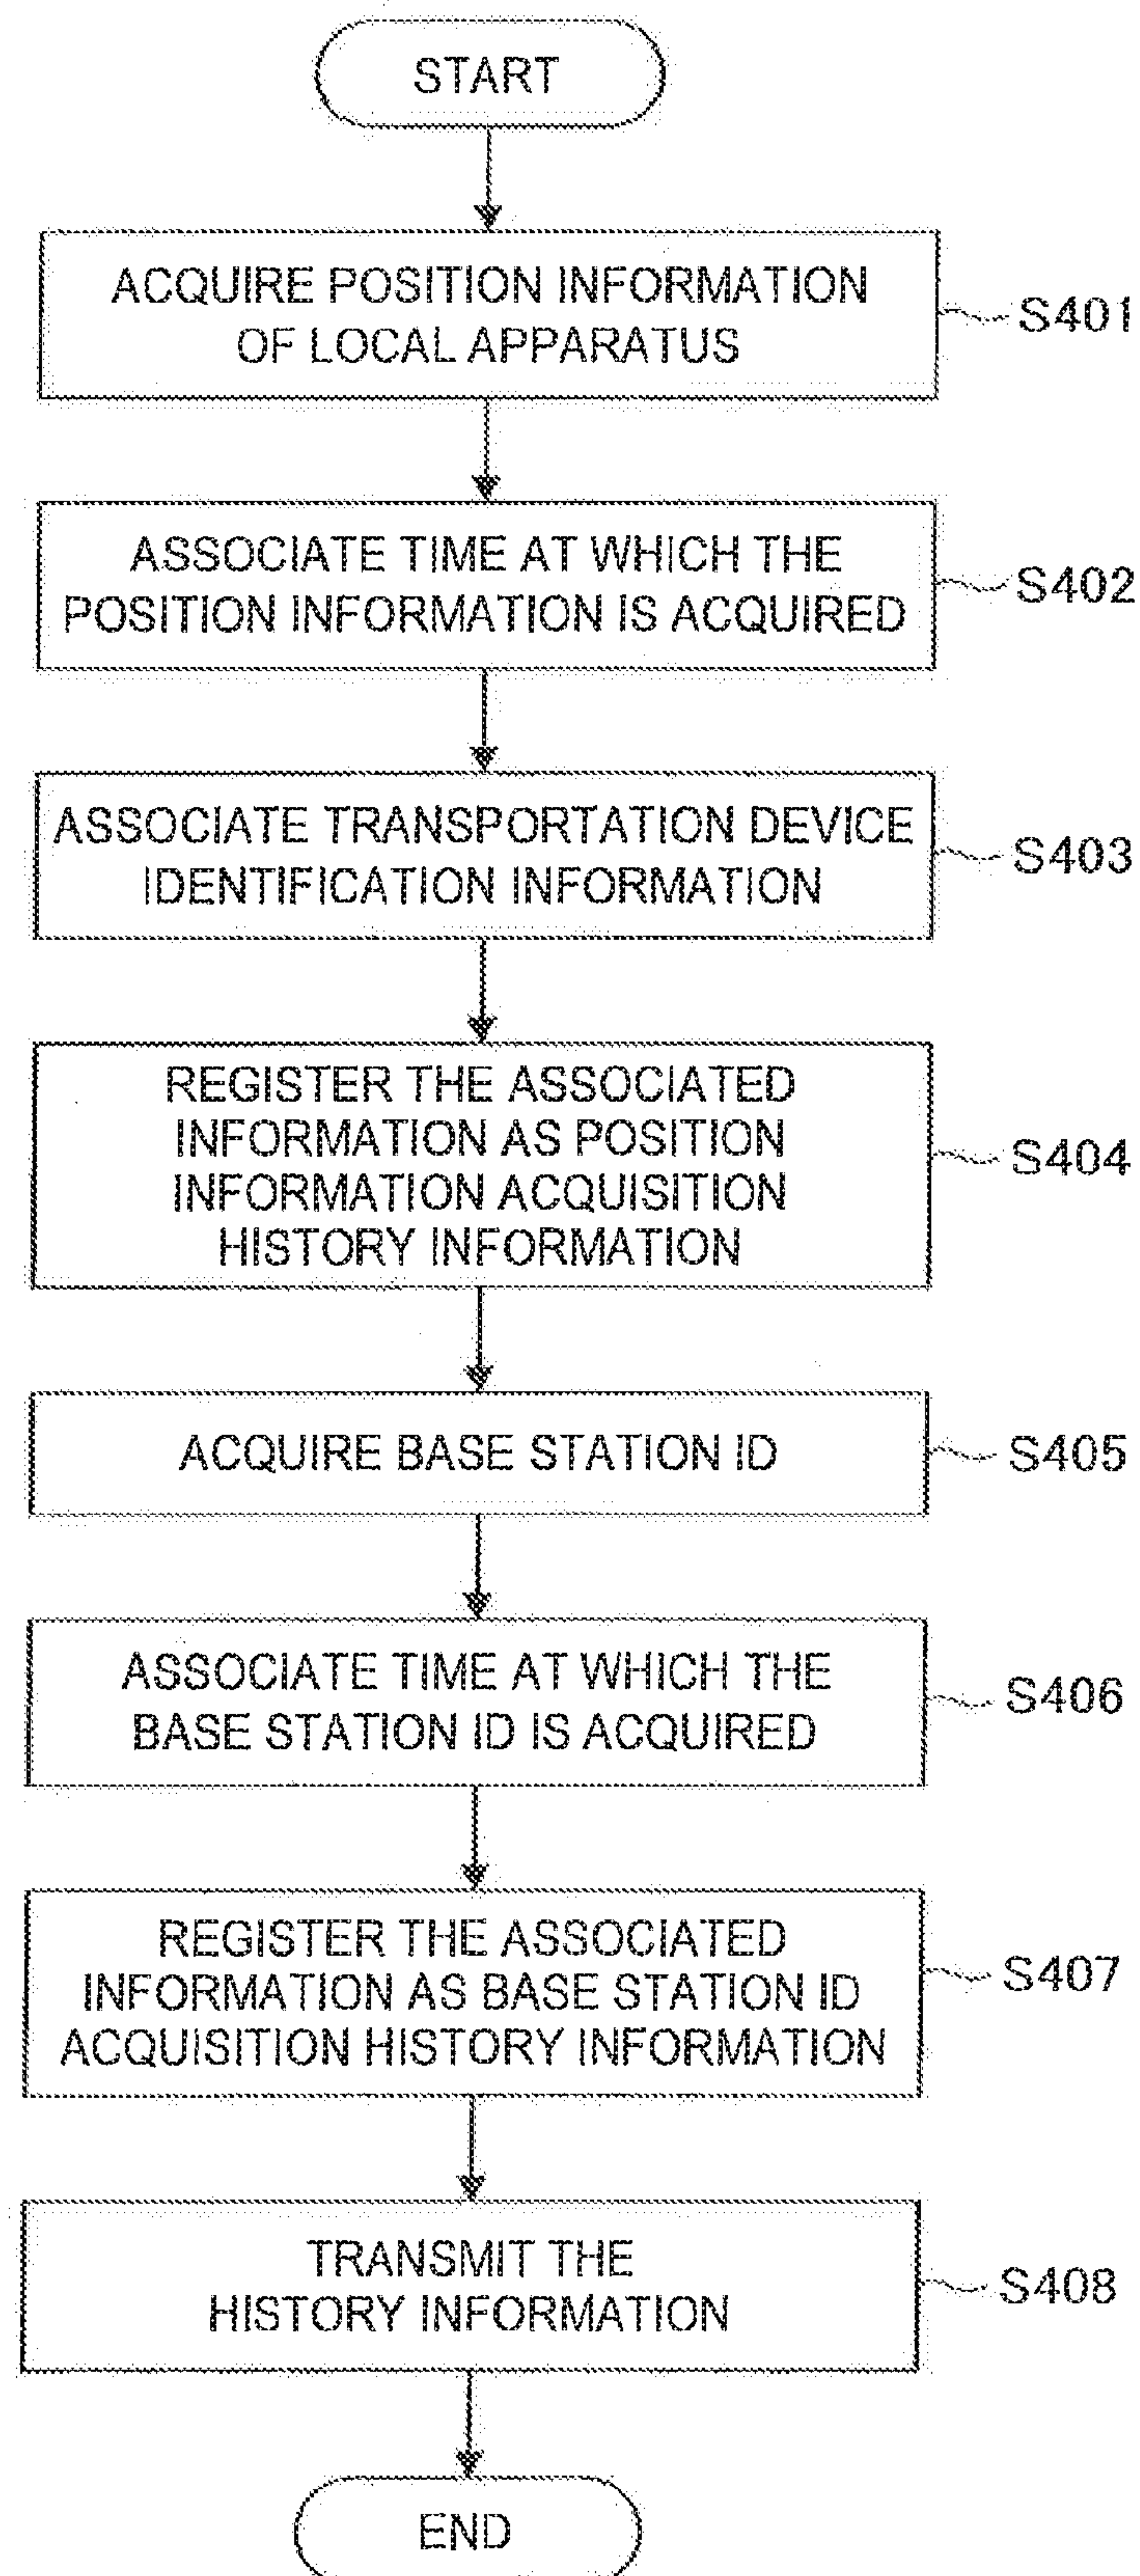 START
ACQUIRE POSITION INFORMATION
OF LOCAL APPARATUS
S401
ASSOCIATE TIME AT WHICH THE
POSITION INFORMATION IS ACQUIRED
S402
ASSOCIATE TRANSPORTATION DEVICE
IDENTIFICATION INFORMATION
S403
REGISTER THE ASSOCIATED
INFORMATION AS POSITION
INFORMATION ACQUISITION
HISTORY INFORMATION
S404
ACQUIRE BASE STATION ID
S405
ASSOCIATE TIME AT WHICH THE
BASE STATION ID IS ACQUIRED
S406
REGISTER THE ASSOCIATED
INFORMATION AS BASE STATION ID
ACQUISITION HISTORY INFORMATION
S407
TRANSMIT THE
HISTORY INFORMATION
S408
END